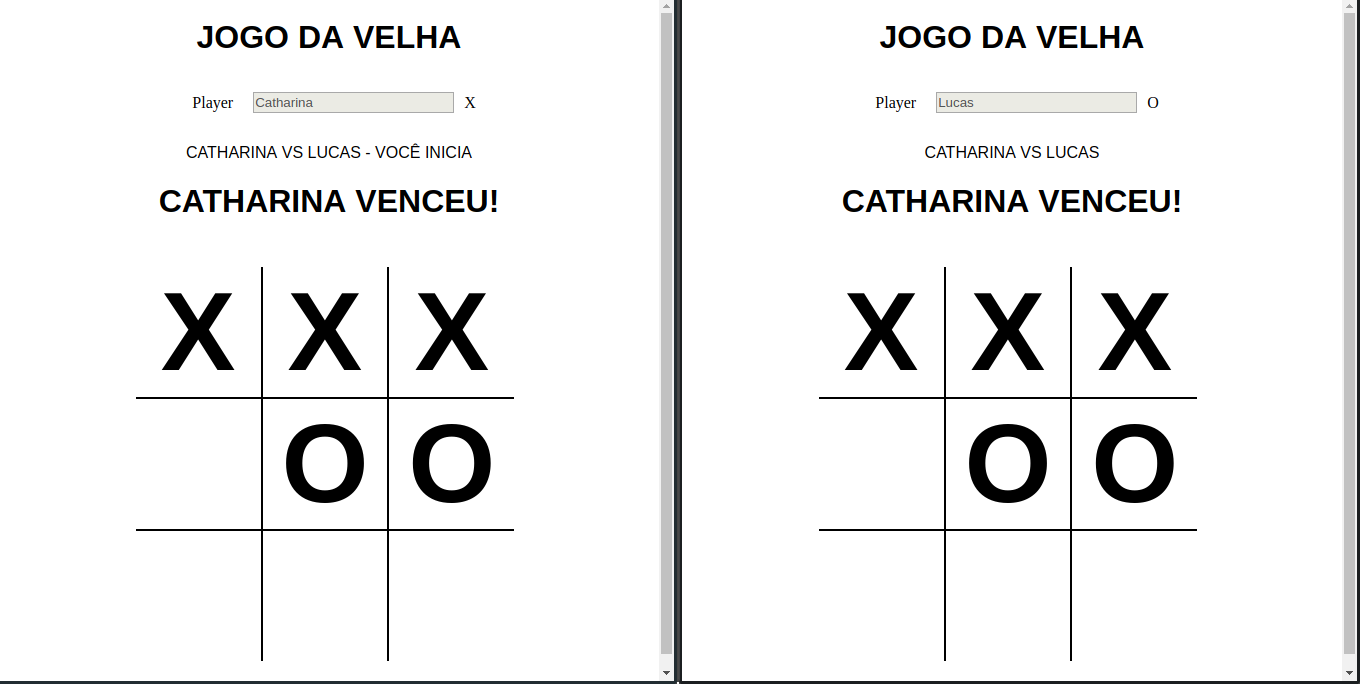 JOGO DA VELHA
Player Catharina X
CATHARINA VS LUCAS - VOCÊ INICIA
CATHARINA VENCEU!
X X X
O O
JOGO DA VELHA
Player Lucas O
CATHARINA VS LUCAS
CATHARINA VENCEU!
X X X
O O